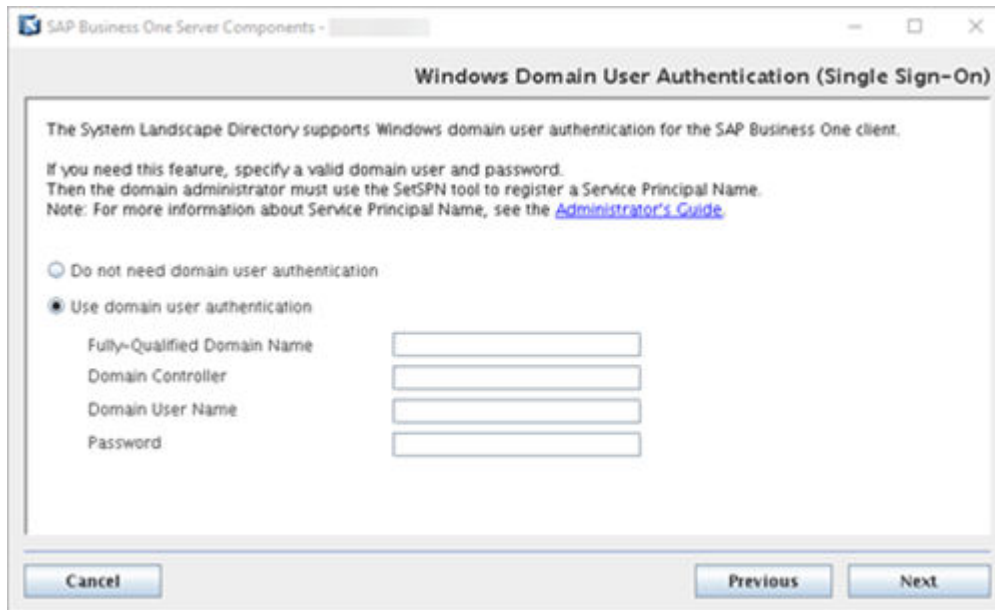 SAP Business One Server Components -
Windows Domain User Authentication (Single Sign-On)
The System Landscape Directory supports Windows domain user authentication for the SAP Business One client.
If you need this feature, specify a valid domain user and password.
Then the domain administrator must use the SetSPN tool to register a Service Principal Name.
Note: For more information about Service Principal Name, see the Administrator's Guide.
Do not need domain user authentication
Use domain user authentication
Fully-Qualified Domain Name
Domain Controller
Domain User Name
Password
Cancel
Previous
Next